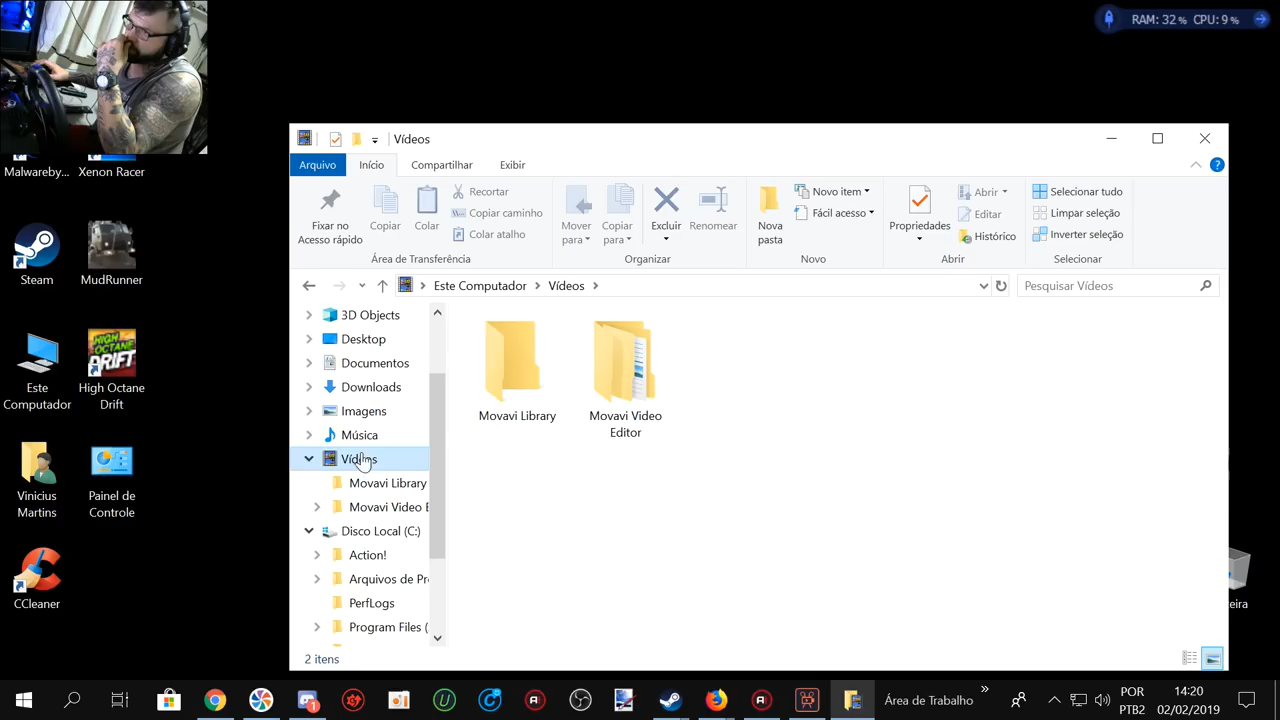 RAM: 32% CPU: 9%
Vídeos
Arquivo Início Compartilhar Exibir
Fixar no
Acesso rápido
Copiar
Colar
Recortar
Copiar caminho
Colar atalho
Mover
para
Copiar
para
Excluir
Renomear
Nova
pasta
Novo item
Fácil acesso
Propriedades
Abrir
Editar
Histórico
Selecionar tudo
Limpar seleção
Inverter seleção
Área de Transferência
Organizar
Novo
Abrir
Selecionar
Este Computador
Vídeos
Pesquisar Vídeos
3D Objects
Desktop
Documentos
Downloads
Imagens
Música
Vídeos
Movavi Library
Movavi Video E
Disco Local (C:)
Action!
Arquivos de Pr
PerfLogs
Program Files (
Movavi Library
Movavi Video
Editor
2 itens
Malwareby...
Xenon Racer
Steam
MudRunner
Este
Computador
High Octane
Drift
HIGH OCTANE
DRIFT
Vinicius
Martins
Painel de
Controle
CCleaner
eira
Área de Trabalho
POR
PTB2
14:20
02/02/2019
1